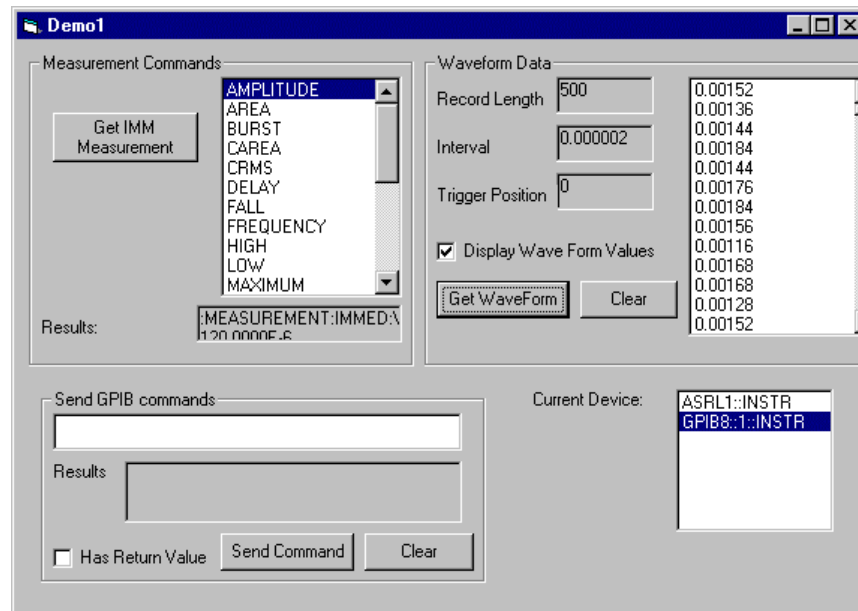 Demo1
Measurement Commands
Get IMM
Measurement
AMPLITUDE
AREA
BURST
CAREA
CRMS
DELAY
FALL
FREQUENCY
HIGH
LOW
MAXIMUM
Results:
:MEASUREMENT:IMMED:\
120.0000E-6
Waveform Data
Record Length 500
Interval 0.000002
Trigger Position 0
Display Wave Form Values
Get WaveForm Clear
0.00152
0.00136
0.00144
0.00184
0.00144
0.00176
0.00184
0.00156
0.00116
0.00168
0.00168
0.00128
0.00152
Send GPIB commands
Results
Has Return Value Send Command Clear
Current Device:
ASRL1::INSTR
GPIB8::1::INSTR